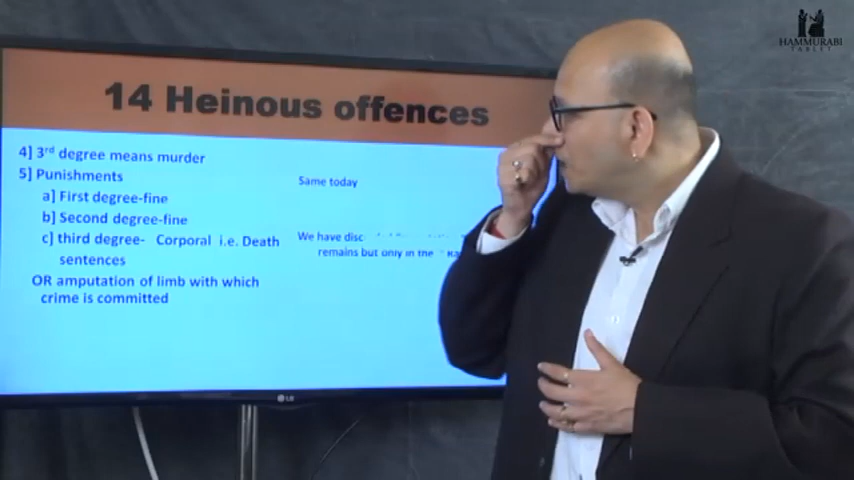 HAMMURABI
TABLET
14 Heinous offences
4] 3rd degree means murder
5] Punishments
Same today
a] First degree-fine
b] Second degree-fine
c] third degree- Corporal i.e. Death
We have disc
sentences
remains but only in the
OR amputation of limb with which
crime is committed
LG